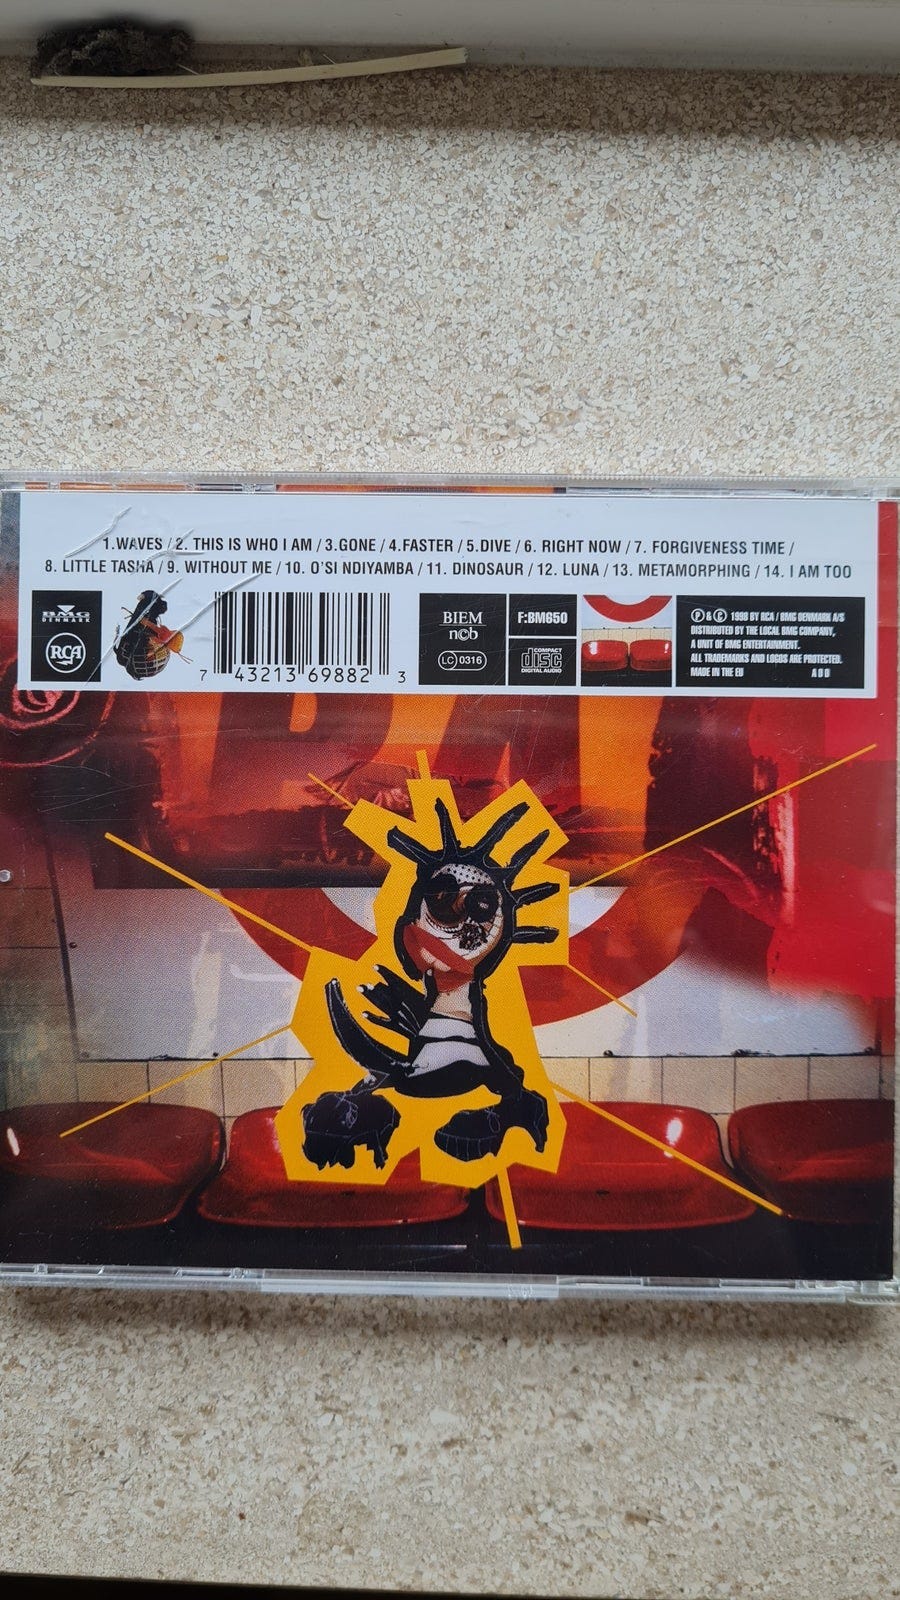 1.WAVES / 2. THIS IS WHO I AM / 3.GONE / 4.FASTER / 5.DIVE / 6. RIGHT NOW / 7. FORGIVENESS TIME /
8. LITTLE TASHA / 9. WITHOUT ME / 10. O'SI NDIYAMBA / 11. DINOSAUR / 12. LUNA / 13. METAMORPHING / 14. I AM TOO
BMG
DENMARK
RCA
7 43213 69882 3
BIEM
n©b
LC 0316
F:BM650
COMPACT
disc
DIGITAL AUDIO
℗ & © 1999 BY RCA / BMG DENMARK A/S
DISTRIBUTED BY THE LOCAL BMG COMPANY,
A UNIT OF BMG ENTERTAINMENT.
ALL TRADEMARKS AND LOGOS ARE PROTECTED.
MADE IN THE EU